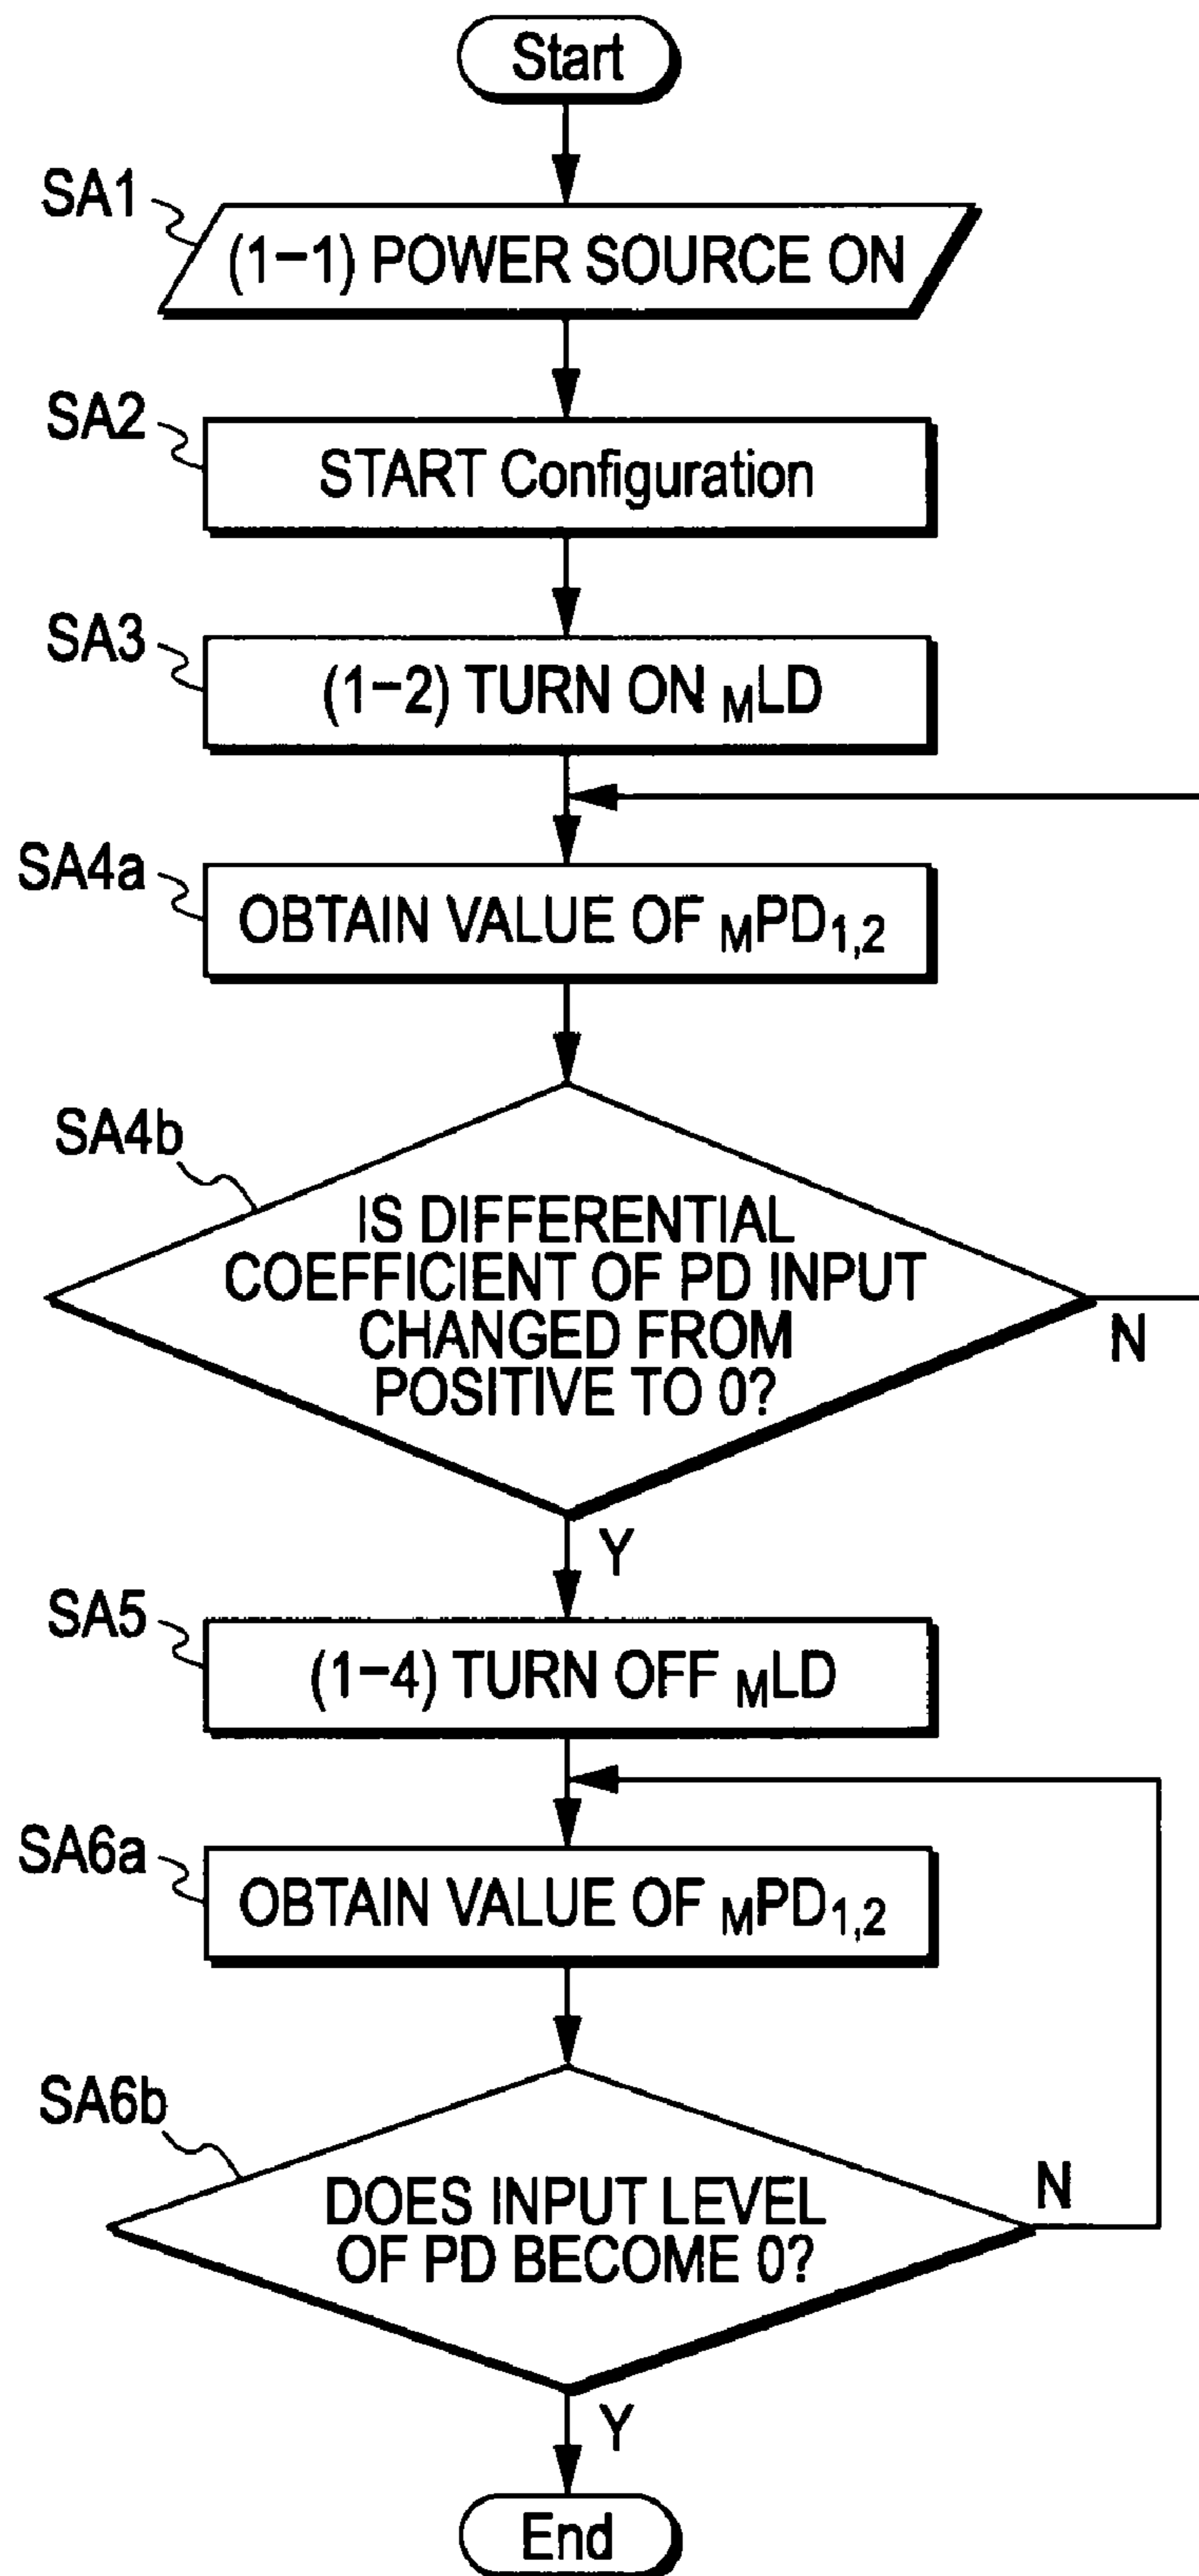 Start
SA1
(1-1) POWER SOURCE ON
SA2
START Configuration
SA3
(1-2) TURN ON MLD
SA4a
OBTAIN VALUE OF MPD1,2
SA4b
IS DIFFERENTIAL
COEFFICIENT OF PD INPUT
CHANGED FROM
POSITIVE TO 0?
N
Y
SA5
(1-4) TURN OFF MLD
SA6a
OBTAIN VALUE OF MPD1,2
SA6b
DOES INPUT LEVEL
OF PD BECOME 0?
N
Y
End